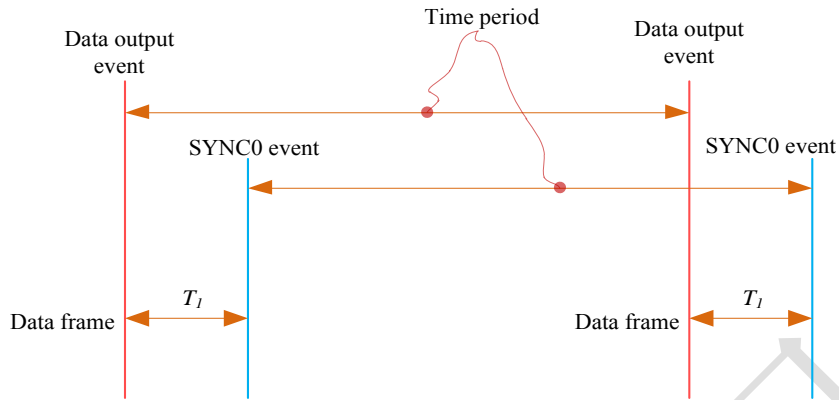 Time period
Data output
event
Data output
event
SYNC0 event
SYNC0 event
T1
T1
Data frame
Data frame